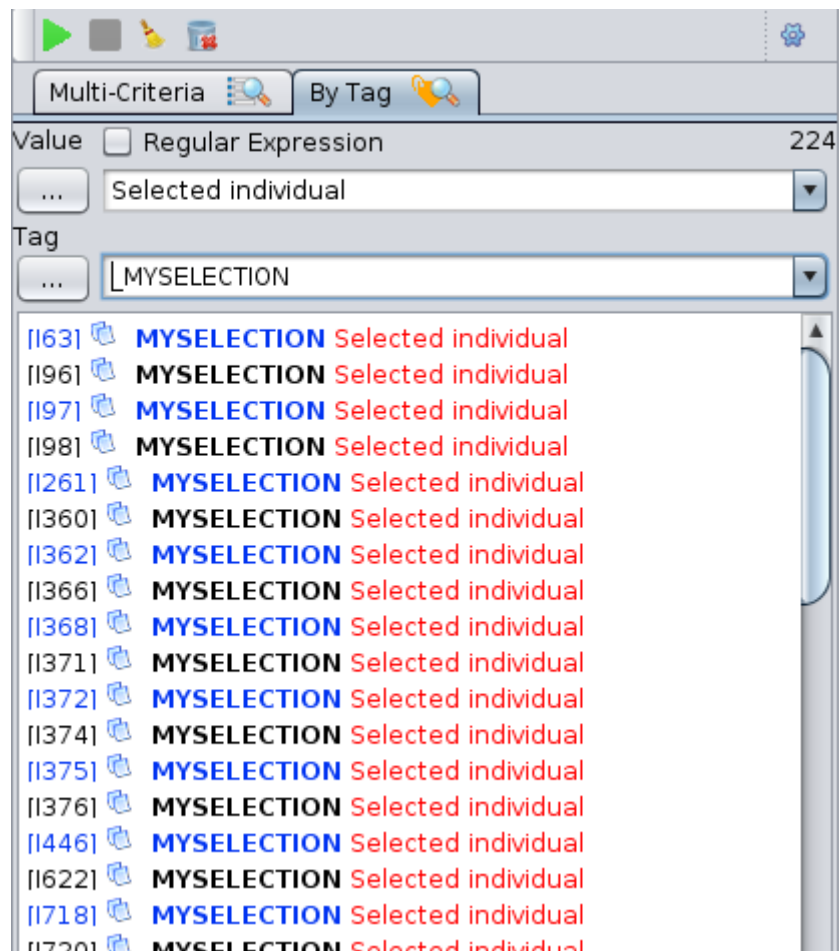 Multi-Criteria By Tag
Value Regular Expression 224
... Selected individual
Tag
... _MYSELECTION
[I63] MYSELECTION Selected individual
[I96] MYSELECTION Selected individual
[I97] MYSELECTION Selected individual
[I98] MYSELECTION Selected individual
[I261] MYSELECTION Selected individual
[I360] MYSELECTION Selected individual
[I362] MYSELECTION Selected individual
[I366] MYSELECTION Selected individual
[I368] MYSELECTION Selected individual
[I371] MYSELECTION Selected individual
[I372] MYSELECTION Selected individual
[I374] MYSELECTION Selected individual
[I375] MYSELECTION Selected individual
[I376] MYSELECTION Selected individual
[I446] MYSELECTION Selected individual
[I622] MYSELECTION Selected individual
[I718] MYSELECTION Selected individual
[I720] MYSELECTION Selected individual